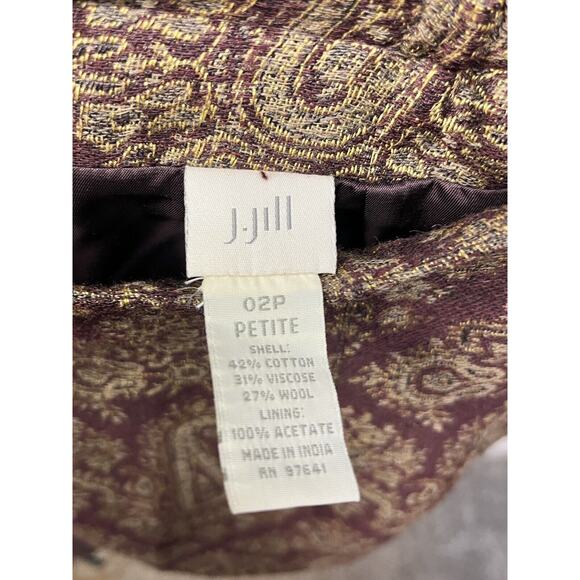 J.Jill
02P
PETITE
SHELL:
42% COTTON
31% VISCOSE
27% WOOL
LINING:
100% ACETATE
MADE IN INDIA
RN 97641